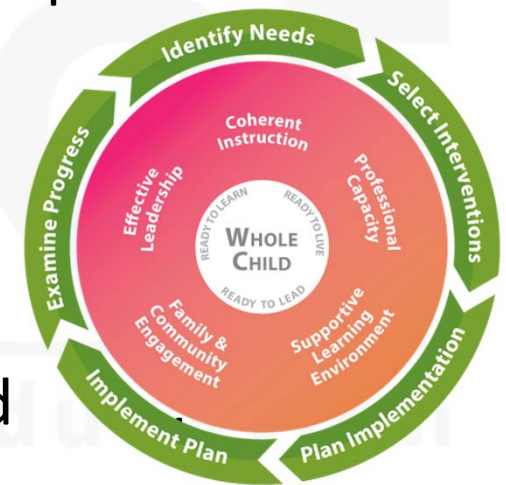 Identify Needs
Select Interventions
Plan Implementation
Implement Plan
Examine Progress
Coherent
Instruction
Professional
Capacity
Supportive
Learning
Environment
Family &
Community
Engagement
Effective
Leadership
READY TO LEARN
READY TO LIVE
READY TO LEAD
WHOLE
CHILD
d